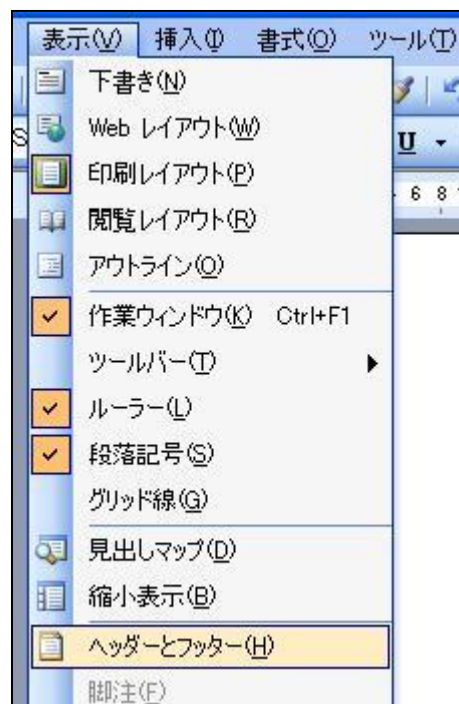 表示(V) 挿入(I) 書式(O) ツール(T)
下書き(N)
Web レイアウト(W)
U
印刷レイアウト(P)
6 8
閲覧レイアウト(R)
アウトライン(O)
作業ウィンドウ(K) Ctrl+F1
ツールバー(T)
ルーラー(L)
段落記号(S)
グリッド線(G)
見出しマップ(D)
縮小表示(B)
ヘッダーとフッター(H)
脚注(F)